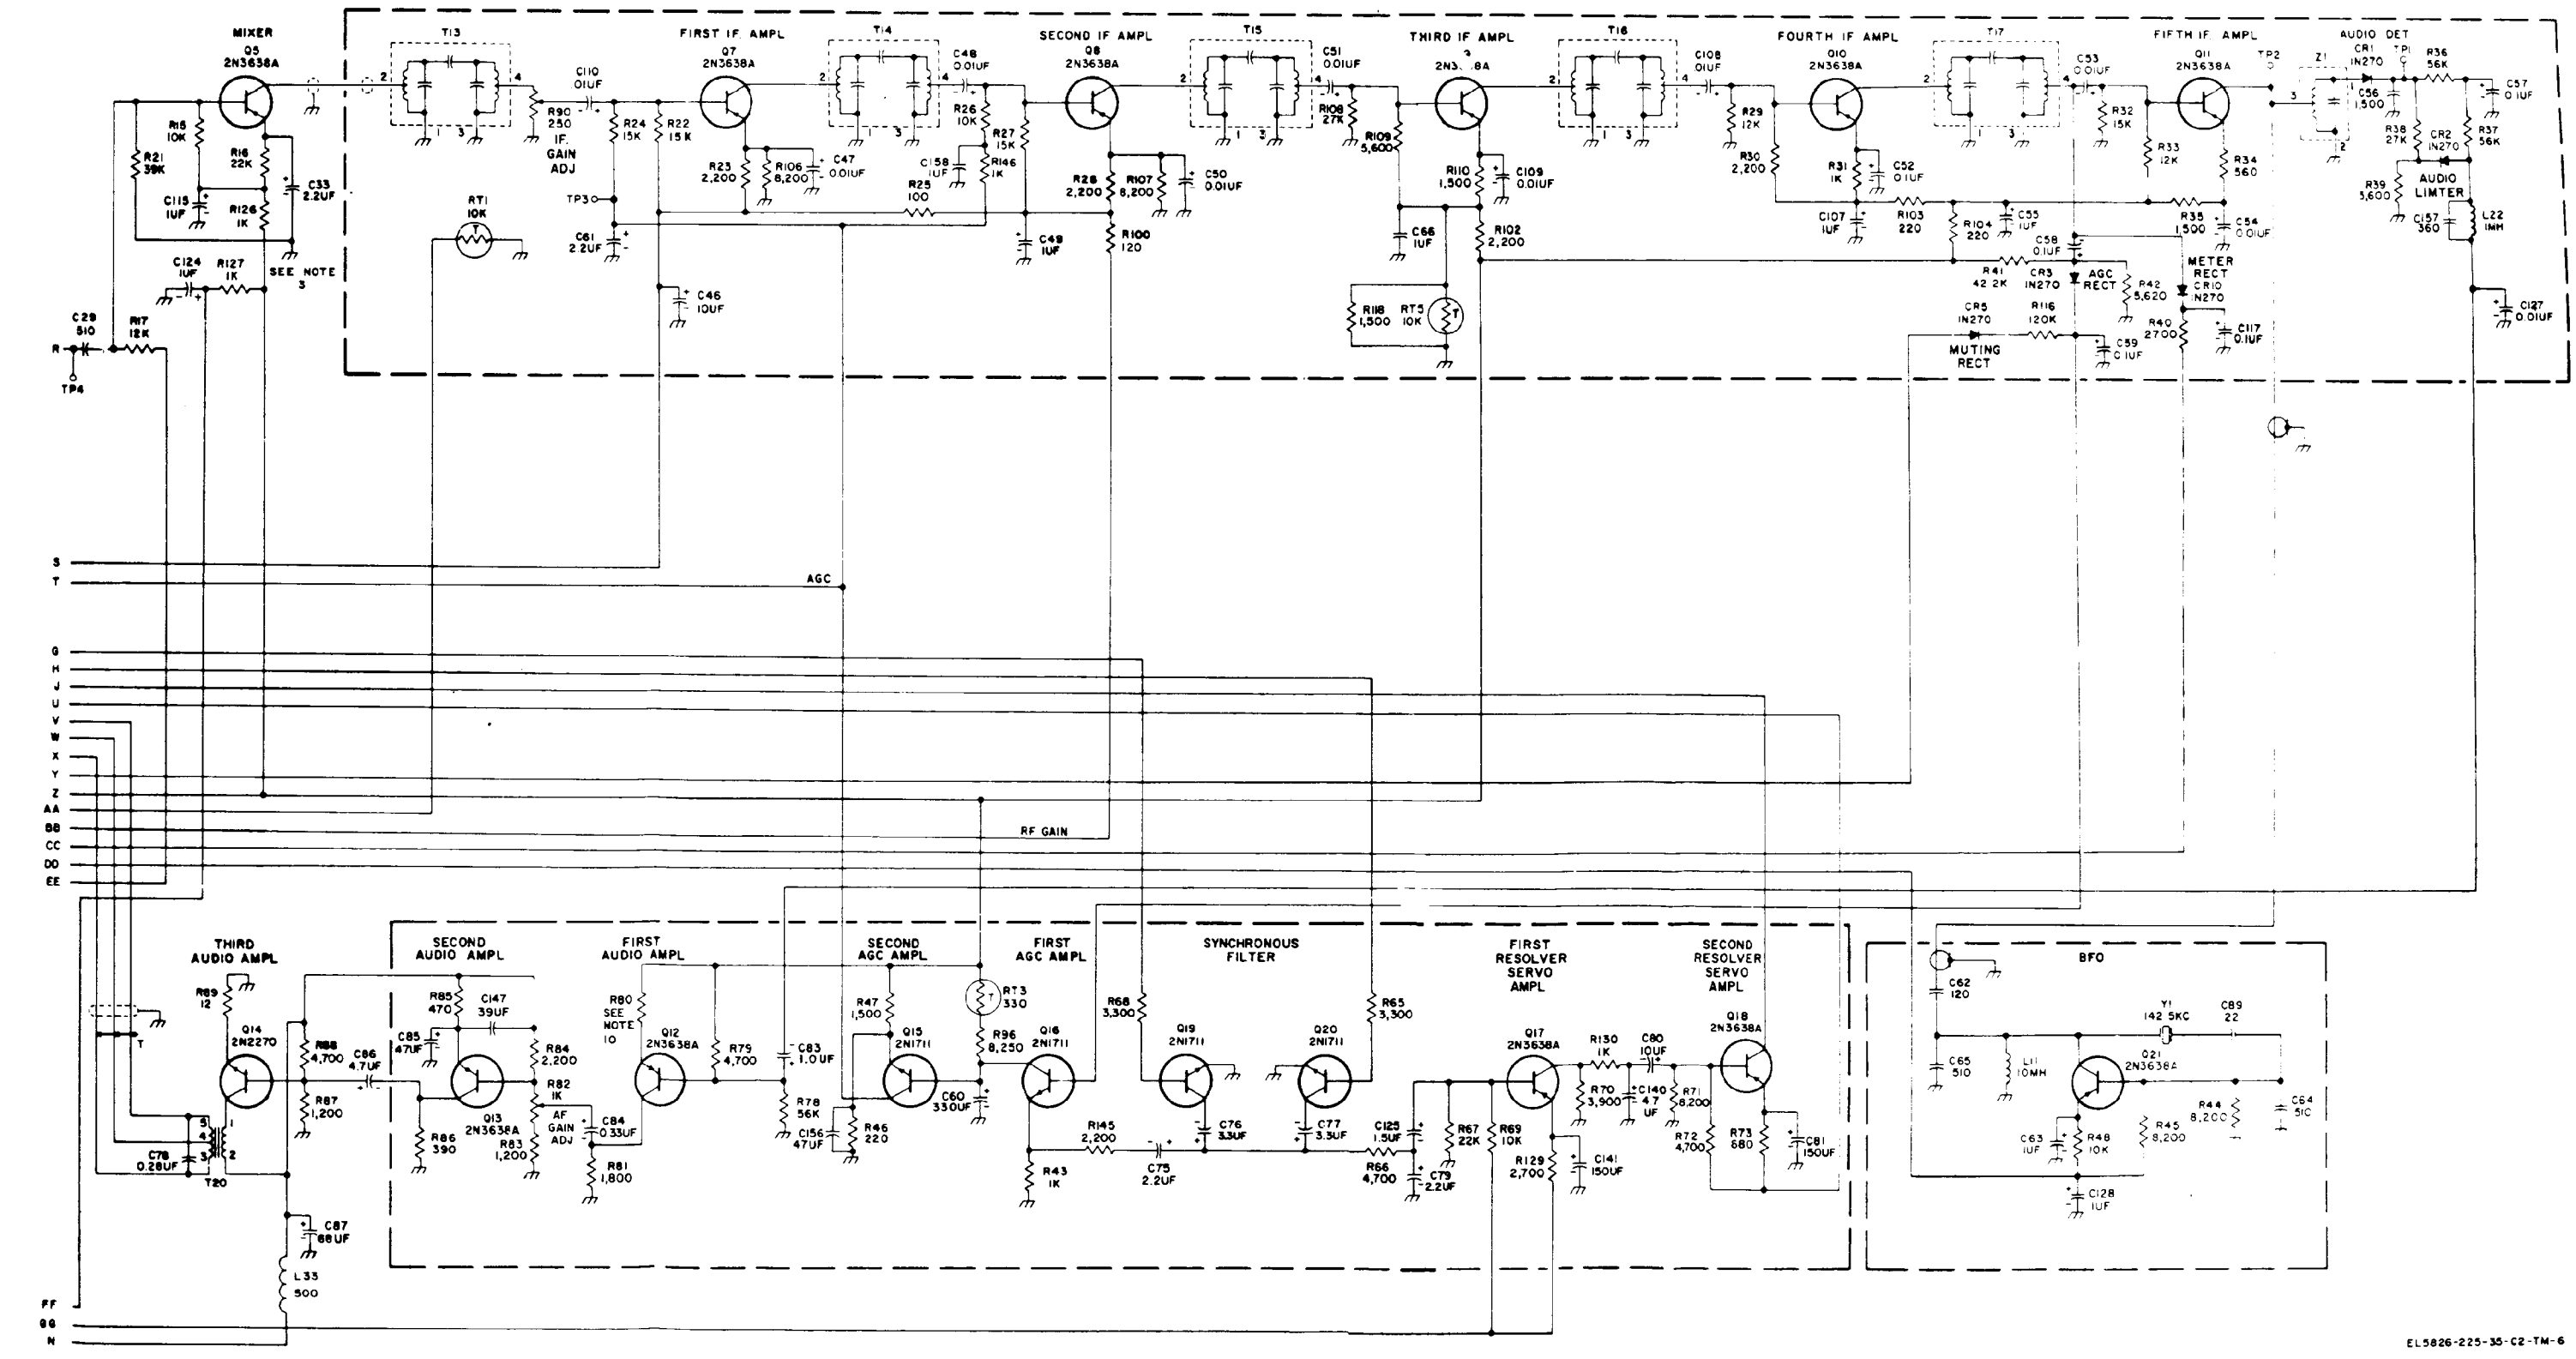 MIXER
Q5
2N3638A
T13
FIRST IF. AMPL
Q7
2N3638A
T14
SECOND IF AMPL
Q8
2N3638A
T15
THIRD IF AMPL
T16
FOURTH IF AMPL
Q10
2N3638A
T17
FIFTH IF. AMPL
Q11
2N3638A
TP2
AUDIO DET
CR1
1N270
TP1
R36
56K
Z1
C57
0.1UF
C56
1,500
R15
10K
R21
39K
R16
22K
C33
2.2UF
C115
1UF
R126
1K
C124
1UF
R127
1K
SEE NOTE
3
C29
510
R17
12K
R
TP4
RT1
10K
R90
250
IF.
GAIN
ADJ
C110
.01UF
R24
15K
R22
15K
TP3
C61
2.2UF
C46
10UF
R23
2,200
R106
8,200
C47
0.01UF
C48
0.01UF
R26
10K
R27
15K
C158
1UF
R146
1K
R25
100
C49
1UF
R28
2,200
R107
8,200
C50
0.01UF
R100
120
C51
0.01UF
R108
27K
R109
5,600
R110
1,500
C109
0.01UF
C66
1UF
R102
2,200
R118
1,500
RT5
10K
C108
.01UF
R29
12K
R30
2,200
R31
1K
C52
0.1UF
C107
1UF
R103
220
R104
220
C55
1UF
C58
0.1UF
R41
42.2K
CR3
1N270
AGC
RECT
R42
5,620
CR5
1N270
R116
120K
MUTING
RECT
C59
0.1UF
C53
0.01UF
R32
15K
R33
12K
R34
560
R35
1,500
C54
0.01UF
METER
RECT
CR10
1N270
R40
2700
C117
0.1UF
R38
27K
CR2
1N270
R37
56K
R39
5,600
AUDIO
LIMTER
C157
360
L22
1MH
C127
0.01UF
S
T
AGC
G
H
J
U
V
W
X
Y
Z
AA
BB
RF GAIN
CC
DD
EE
THIRD
AUDIO AMPL
R89
12
Q14
2N2270
R88
4,700
C86
4.7UF
R87
1,200
C78
0.28UF
T20
C87
68UF
L33
500
SECOND
AUDIO AMPL
R85
470
C147
39UF
C85
47UF
R84
2,200
R82
1K
AF
GAIN
ADJ
Q13
2N3638A
R83
1,200
R86
390
FIRST
AUDIO AMPL
R80
SEE
NOTE
10
Q12
2N3638A
C84
0.33UF
R81
1,800
R79
4,700
C83
1.0UF
R78
56K
SECOND
AGC AMPL
R47
1,500
Q15
2N1711
C156
47UF
R46
220
C60
330UF
FIRST
AGC AMPL
RT3
330
R96
8,250
Q16
2N1711
R43
1K
R145
2,200
C75
2.2UF
SYNCHRONOUS
FILTER
R68
3,300
Q19
2N1711
C76
3.3UF
Q20
2N1711
C77
3.3UF
R65
3,300
R66
4,700
C125
1.5UF
C79
2.2UF
R67
22K
R69
10K
FIRST
RESOLVER
SERVO
AMPL
Q17
2N3638A
R129
2,700
C141
150UF
R130
1K
R70
3,900
C140
4.7
UF
C80
10UF
R71
8,200
SECOND
RESOLVER
SERVO
AMPL
Q18
2N3638A
R72
4,700
R73
680
C81
150UF
BFO
C62
120
C65
510
L11
10MH
Y1
142.5KC
C89
22
Q21
2N3638A
C63
1UF
R48
10K
R45
8,200
R44
8,200
C64
510
C128
1UF
FF
GG
N
EL5826-225-35-C2-TM-6